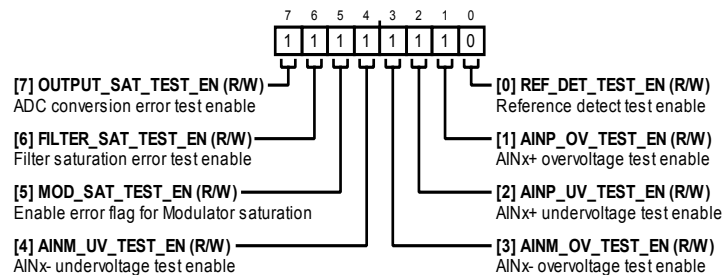 7 6 5 4 3 2 1 0
1 1 1 1 1 1 1 0
[7] OUTPUT_SAT_TEST_EN (R/W)
ADC conversion error test enable
[6] FILTER_SAT_TEST_EN (R/W)
Filter saturation error test enable
[5] MOD_SAT_TEST_EN (R/W)
Enable error flag for Modulator saturation
[4] AINM_UV_TEST_EN (R/W)
AINx- undervoltage test enable
[0] REF_DET_TEST_EN (R/W)
Reference detect test enable
[1] AINP_OV_TEST_EN (R/W)
AINx+ overvoltage test enable
[2] AINP_UV_TEST_EN (R/W)
AINx+ undervoltage test enable
[3] AINM_OV_TEST_EN (R/W)
AINx- overvoltage test enable